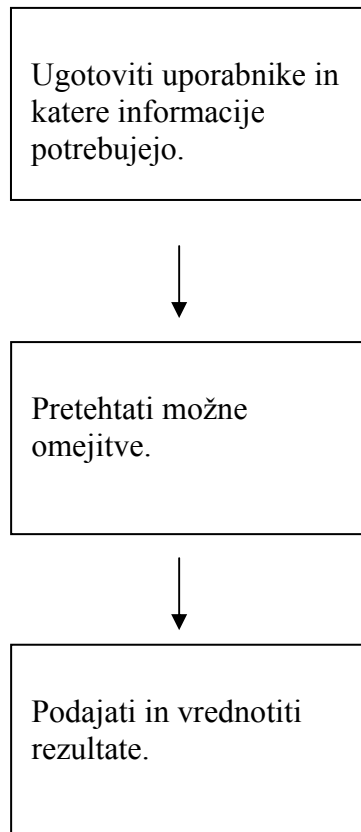 Ugotoviti uporabnike in
katere informacije
potrebujejo.
Pretehtati možne
omejitve.
Podajati in vrednotiti
rezultate.